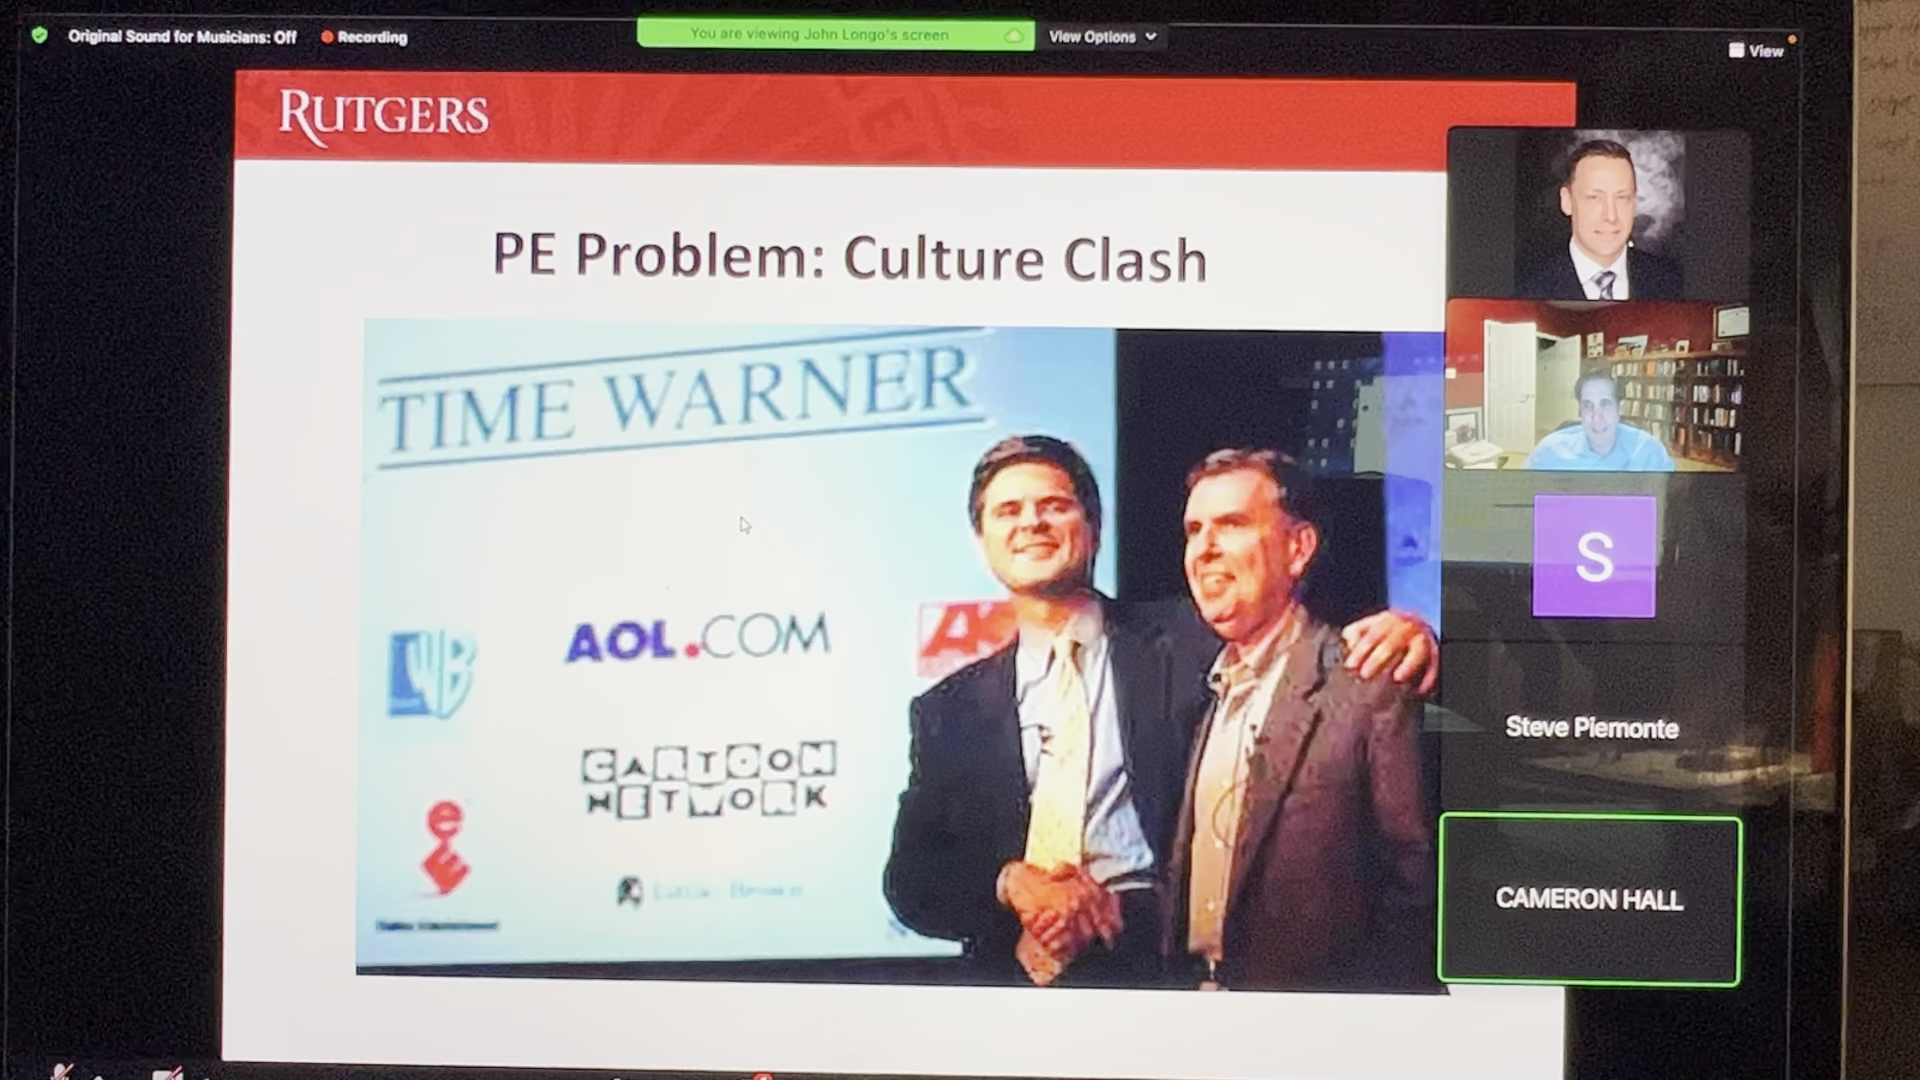 Original Sound for Musicians: Off
Recording
You are viewing John Longo's screen
View Options
View
RUTGERS
PE Problem: Culture Clash
TIME WARNER
WB
AOL.COM
CARTOON
NETWORK
S
Steve Piemonte
CAMERON HALL